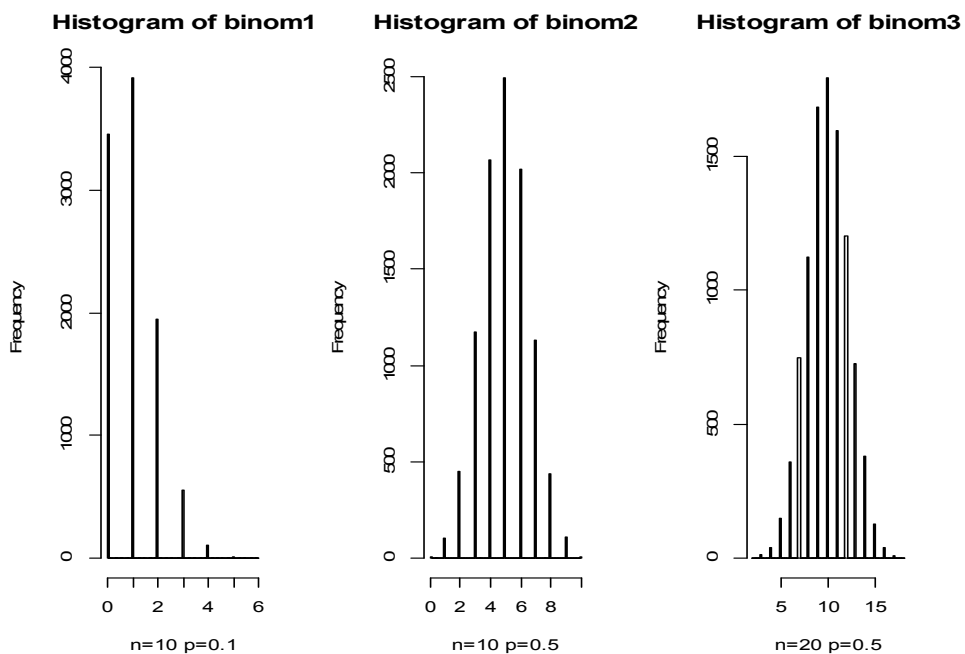 Histogram of binom1
Frequency
0 1000 2000 3000 4000
0 2 4 6
n=10 p=0.1
Histogram of binom2
Frequency
0 500 1000 1500 2000 2500
0 2 4 6 8
n=10 p=0.5
Histogram of binom3
Frequency
0 500 1000 1500
5 10 15
n=20 p=0.5